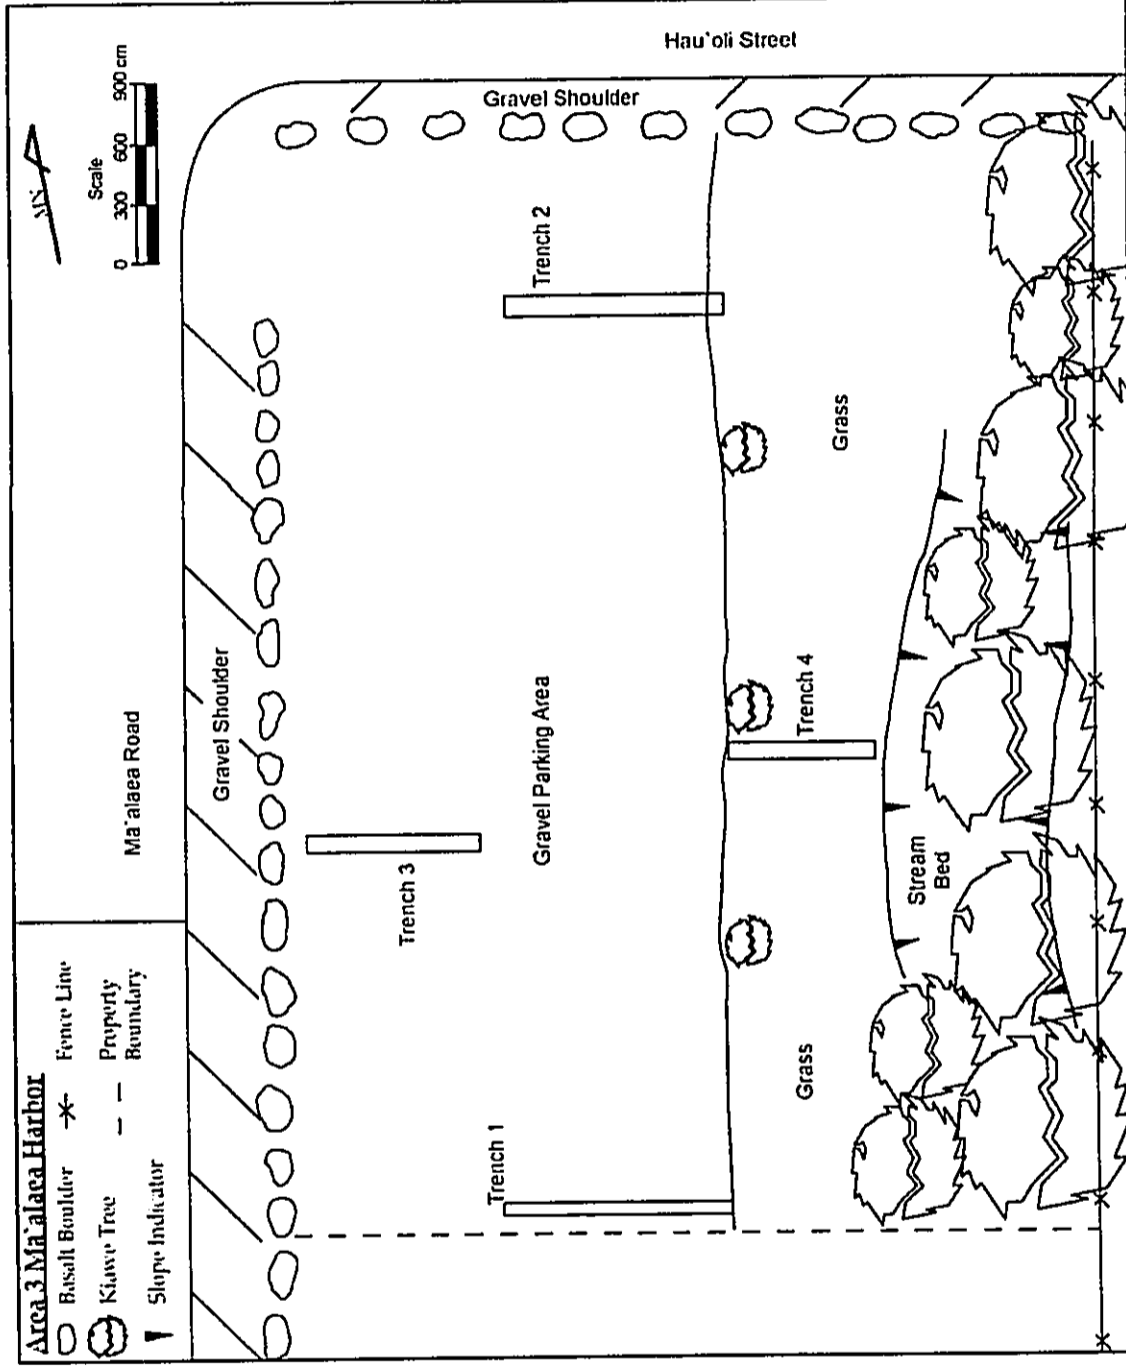 Area 3 Ma`alaea Harbor
Basalt Boulder
Fence Line
Kiawe Tree
Property
Boundary
Slope Indicator
Ma`alaea Road
MN
Scale
0 300 600 900 cm
Hau`oli Street
Gravel Shoulder
Gravel Shoulder
Trench 1
Trench 2
Trench 3
Trench 4
Gravel Parking Area
Grass
Grass
Stream
Bed